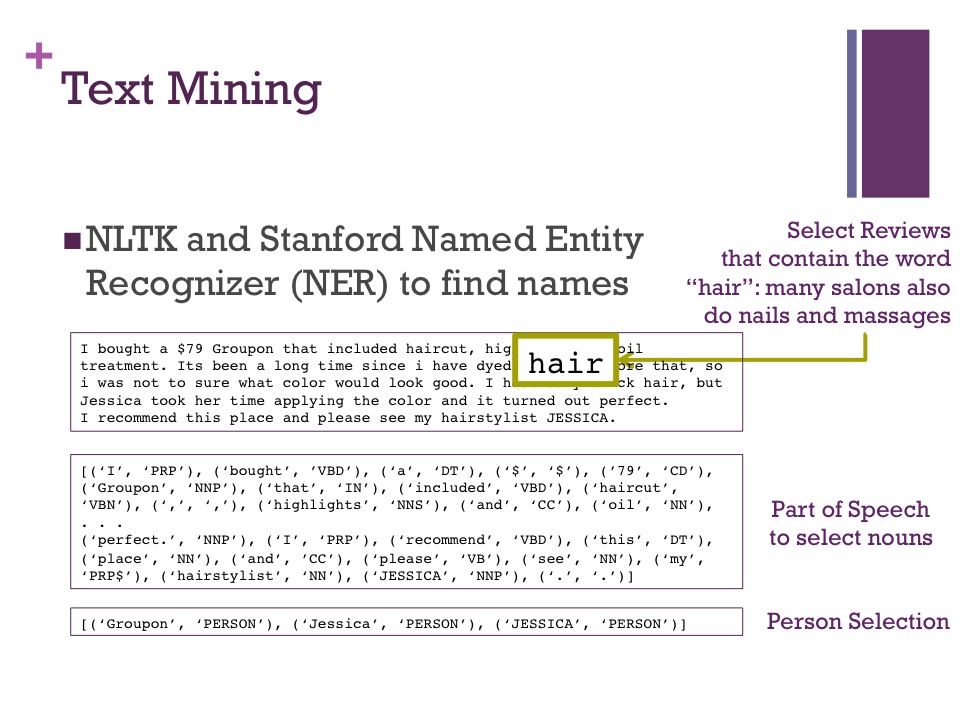 +
Text Mining
■NLTK and Stanford Named Entity
Recognizer (NER) to find names
Select Reviews
that contain the word
“hair”: many salons also
do nails and massages
I bought a $79 Groupon that included haircut, oil
treatment. Its been a long time since i have dyed that, so
i was not to sure what color would look good. I hair, but
Jessica took her time applying the color and it turned out perfect.
I recommend this place and please see my hairstylist JESSICA.
hair
[(‘I’, ‘PRP’), (‘bought’, ’VBD’), (‘a’, ‘DT’), (‘$’, ‘$’), (’79’, ‘CD’),
(‘Groupon’, ‘NNP’), (‘that’, ‘IN’), (‘included’, ‘VBD’), (‘haircut’,
‘VBN’), (‘,’, ‘,’), (‘highlights’, ‘NNS’), (‘and’, ‘CC’), (‘oil’, ‘NN’),
. . .
(‘perfect.’, ‘NNP’), (‘I’, ‘PRP’), (‘recommend’, ‘VBD’), (‘this’, ‘DT’),
(‘place’, ‘NN’), (‘and’, ‘CC’), (‘please’, ‘VB’), (‘see’, ‘NN’), (‘my’,
‘PRP$’), (‘hairstylist’, ‘NN’), (‘JESSICA’, ‘NNP’), (‘.’, ‘.’)]
Part of Speech
to select nouns
[(‘Groupon’, ‘PERSON’), (‘Jessica’, ‘PERSON’), (‘JESSICA’, ‘PERSON’)]
Person Selection